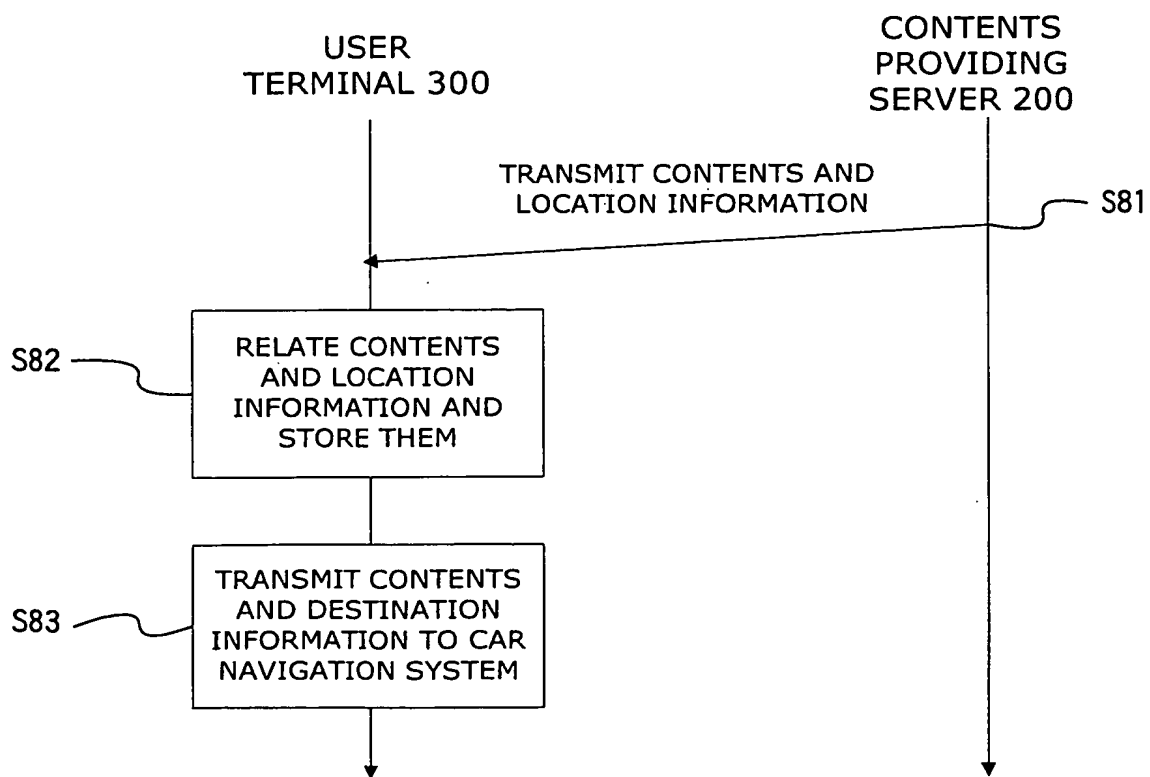 USER
TERMINAL 300
CONTENTS
PROVIDING
SERVER 200
TRANSMIT CONTENTS AND
LOCATION INFORMATION
S81
S82
RELATE CONTENTS
AND LOCATION
INFORMATION AND
STORE THEM
S83
TRANSMIT CONTENTS
AND DESTINATION
INFORMATION TO CAR
NAVIGATION SYSTEM